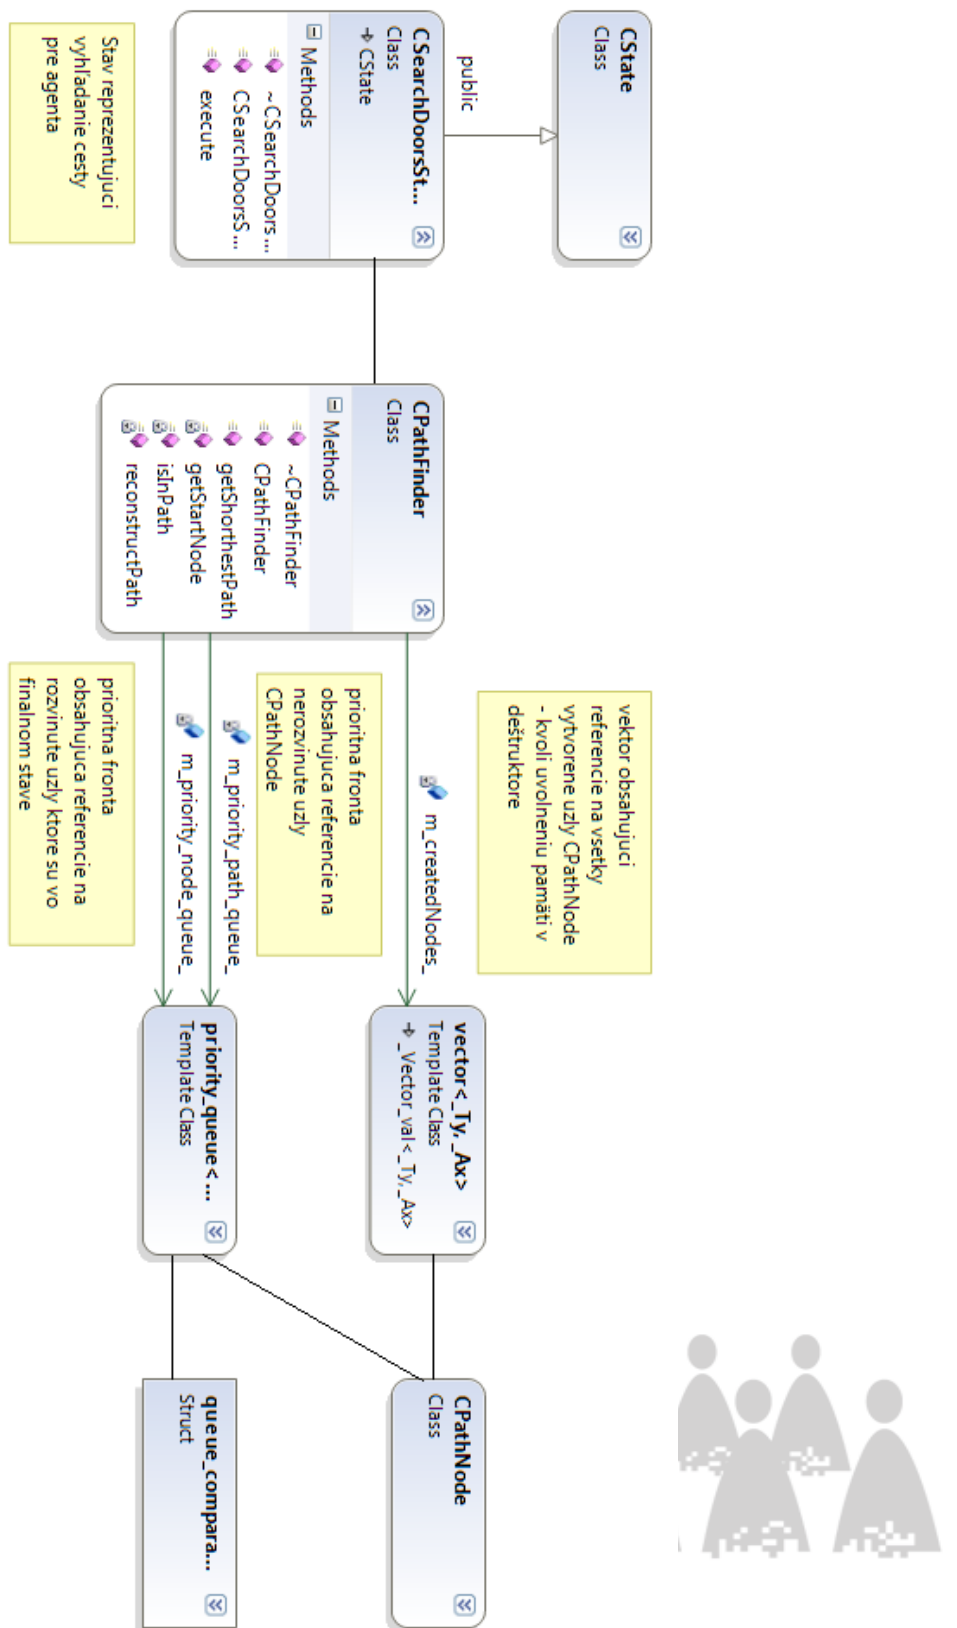 CState
Class
public
CSearchDoorsSt...
Class
CState
Methods
~CSearchDoors...
CSearchDoorsS...
execute
Stav reprezentujuci
vyhľadanie cesty
pre agenta
CPathFinder
Class
Methods
~CPathFinder
CPathFinder
getShorthestPath
getStartNode
isInPath
reconstructPath
vektor obsahujuci
referencie na vsetky
vytvorene uzly CPathNode
- kvoli uvolneniu pamäti v
deštruktore
m_createdNodes_
prioritna fronta
obsahujuca referencie na
nerozvinute uzly
CPathNode
m_priority_path_queue_
m_priority_node_queue_
prioritna fronta
obsahujuca referencie na
rozvinute uzly ktore su vo
finalnom stave
vector<_Ty,_Ax>
Template Class
_Vector_val<_Ty,_Ax>
priority_queue<...
Template Class
CPathNode
Class
queue_compara...
Struct